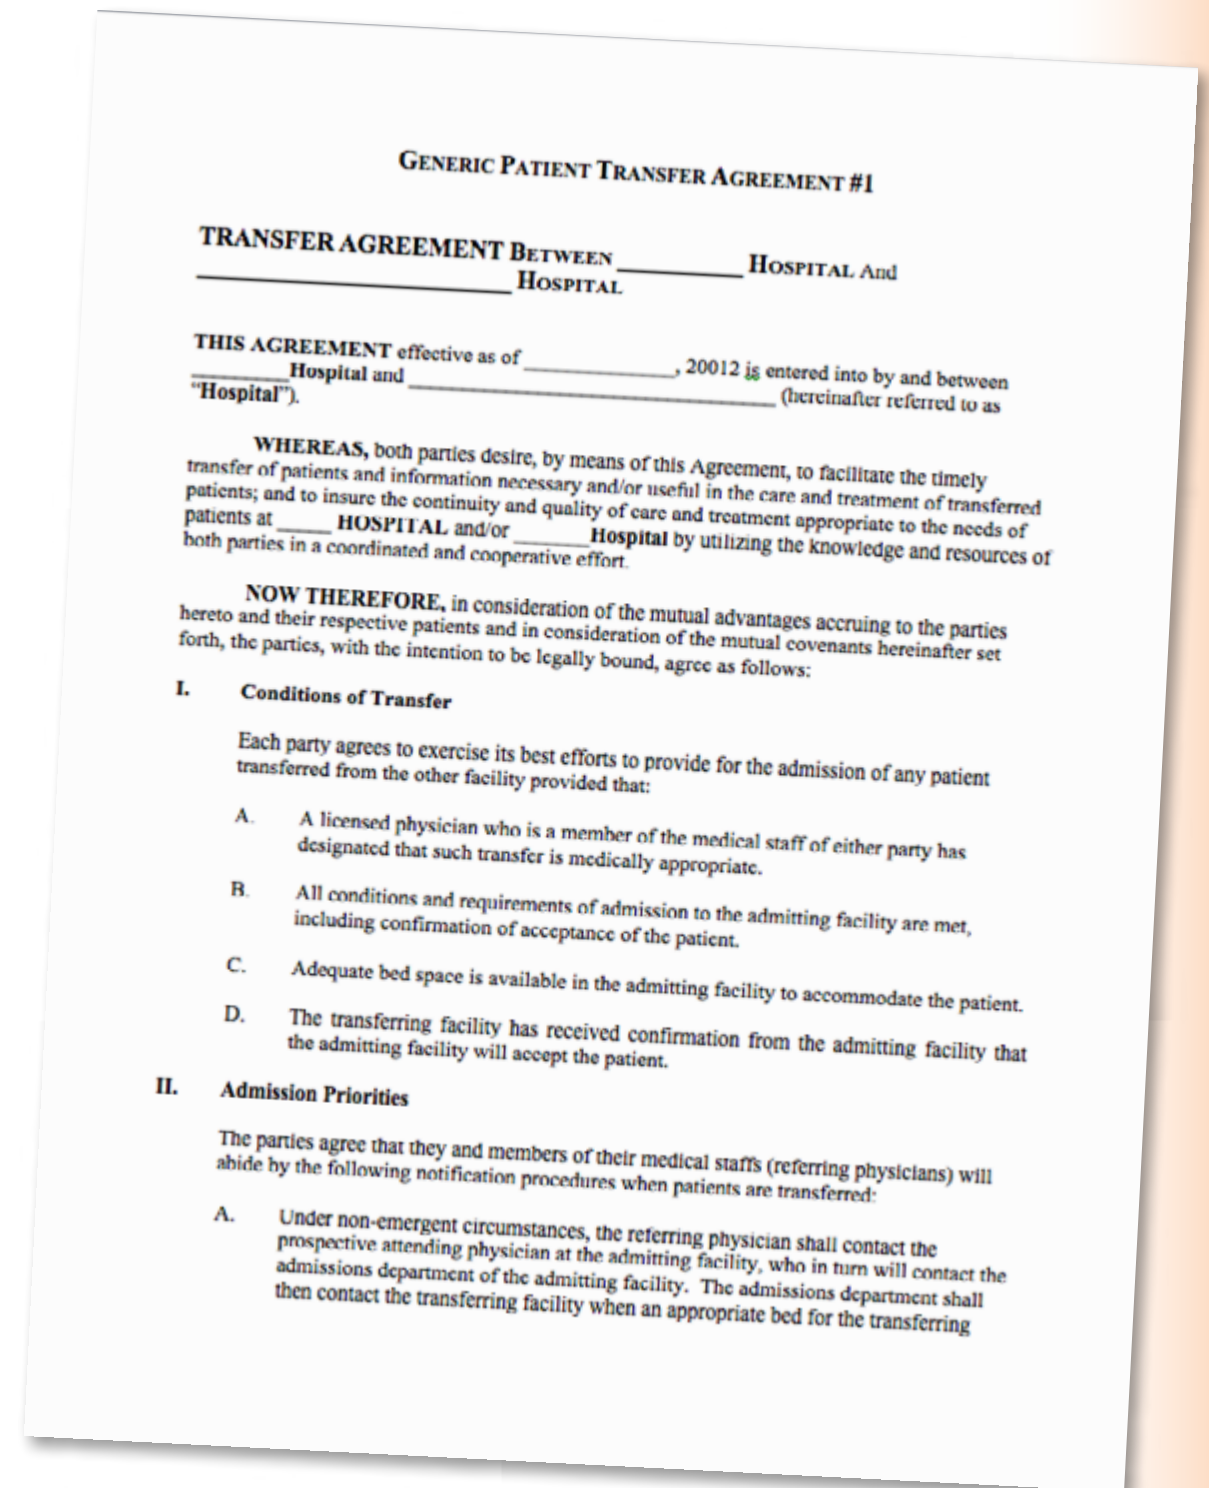 GENERIC PATIENT TRANSFER AGREEMENT #1
TRANSFER AGREEMENT BETWEEN __________ HOSPITAL And
_________________________ HOSPITAL
THIS AGREEMENT effective as of ________________, 20012 is entered into by and between
__________Hospital and ______________________________________ (hereinafter referred to as
“Hospital”).
WHEREAS, both parties desire, by means of this Agreement, to facilitate the timely
transfer of patients and information necessary and/or useful in the care and treatment of transferred
patients; and to insure the continuity and quality of care and treatment appropriate to the needs of
patients at ______ HOSPITAL and/or ________Hospital by utilizing the knowledge and resources of
both parties in a coordinated and cooperative effort.
NOW THEREFORE, in consideration of the mutual advantages accruing to the parties
hereto and their respective patients and in consideration of the mutual covenants hereinafter set
forth, the parties, with the intention to be legally bound, agree as follows:
I. Conditions of Transfer
Each party agrees to exercise its best efforts to provide for the admission of any patient
transferred from the other facility provided that:
A. A licensed physician who is a member of the medical staff of either party has
designated that such transfer is medically appropriate.
B. All conditions and requirements of admission to the admitting facility are met,
including confirmation of acceptance of the patient.
C. Adequate bed space is available in the admitting facility to accommodate the patient.
D. The transferring facility has received confirmation from the admitting facility that
the admitting facility will accept the patient.
II. Admission Priorities
The parties agree that they and members of their medical staffs (referring physicians) will
abide by the following notification procedures when patients are transferred:
A. Under non-emergent circumstances, the referring physician shall contact the
prospective attending physician at the admitting facility, who in turn will contact the
admissions department of the admitting facility. The admissions department shall
then contact the transferring facility when an appropriate bed for the transferring